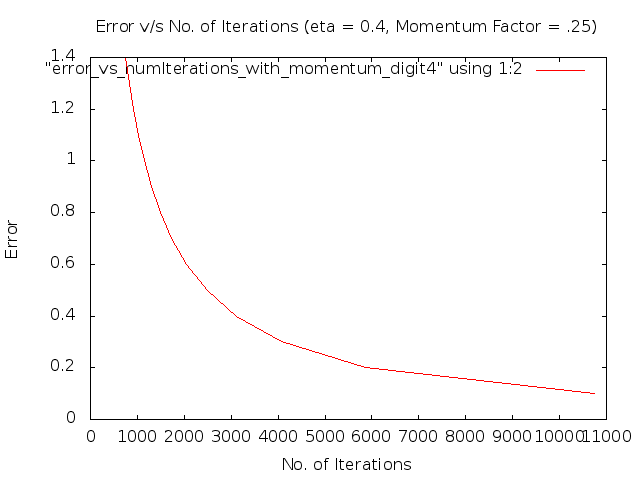 Error v/s No. of Iterations (eta = 0.4, Momentum Factor = .25)
"error_vs_numIterations_with_momentum_digit4" using 1:2
1.4
1.2
1
0.8
0.6
0.4
0.2
0
Error
0 1000 2000 3000 4000 5000 6000 7000 8000 9000 10000 11000
No. of Iterations